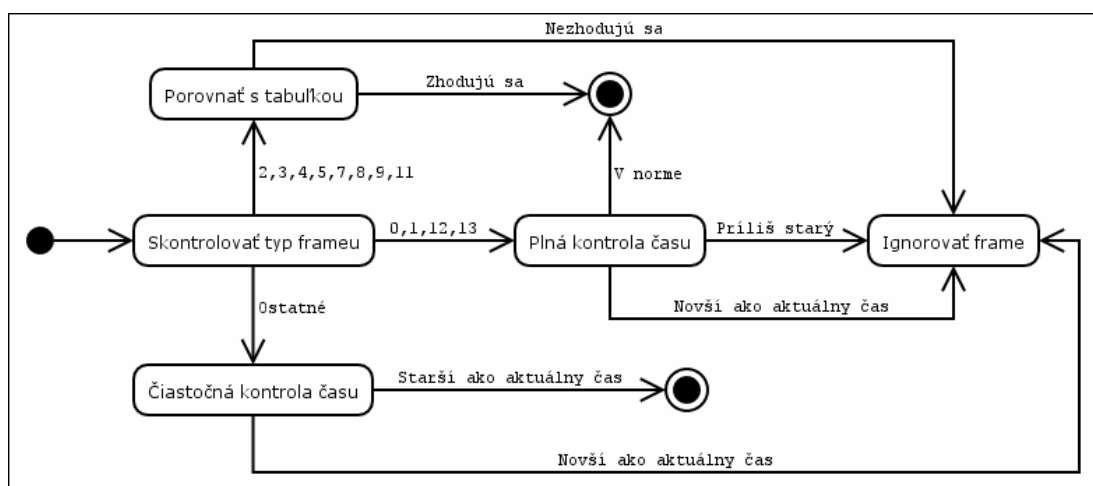 Nezhodujú sa
Porovnať s tabuľkou
Zhodujú sa
2,3,4,5,7,8,9,11
V norme
Skontrolovať typ frameu
0,1,12,13
Plná kontrola času
Príliš starý
Ignorovať frame
Ostatné
Novší ako aktuálny čas
Čiastočná kontrola času
Starší ako aktuálny čas
Novší ako aktuálny čas